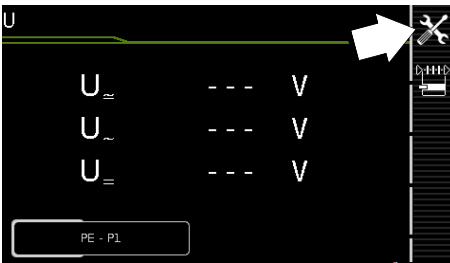 U
U≃ --- V
U~ --- V
U= --- V
PE - P1